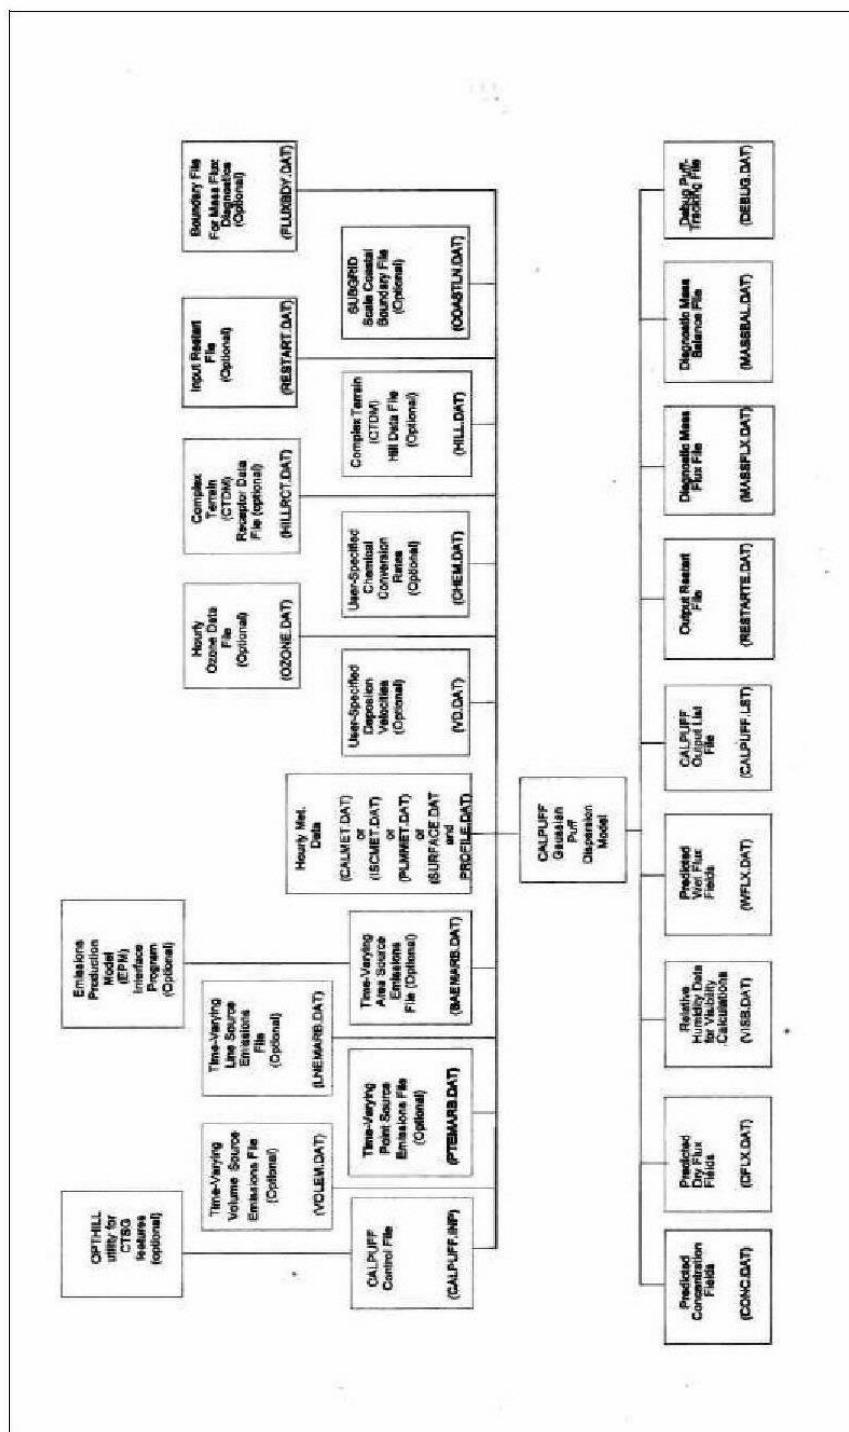 OPTHILL
utility for
CTSG
features
(optional)
Emissions
Production
Model
(EPM)
Interface
Program
(Optional)
Time-Varying
Volume Source
Emissions File
(Optional)
(VOLEM.DAT)
Time-Varying
Line Source
Emissions
File
(Optional)
(LNEMARB.DAT)
Hourly
Ozone Data
File
(Optional)
(OZONE.DAT)
Complex
Terrain
(CTDM)
Receptor Data
File (optional)
(HILLRCT.DAT)
Input Restart
File
(Optional)
(RESTART.DAT)
Boundary File
For Mass Flux
Diagnostics
(Optional)
(FLUXBDY.DAT)
CALPUFF
Control File
(CALPUFF.INP)
Time-Varying
Point Source
Emissions File
(Optional)
(PTEMARB.DAT)
Time-Varying
Area Source
Emissions
File (Optional)
(BAEMARB.DAT)
Hourly Met.
Data
(CALMET.DAT)
or
(ISCMET.DAT)
or
(PLMMET.DAT)
or
(SURFACE.DAT
and
PROFILE.DAT)
User-Specified
Deposition
Velocities
(Optional)
(VD.DAT)
User-Specified
Chemical
Conversion
Rates
(Optional)
(CHEM.DAT)
Complex Terrain
(CTDM)
Hill Data File
(Optional)
(HILL.DAT)
SUBGRID
Scale Coastal
Boundary File
(Optional)
(COASTLN.DAT)
CALPUFF
Gaussian
Puff
Dispersion
Model
Predicted
Concentration
Fields
(CONC.DAT)
Predicted
Dry Flux
Fields
(DFLX.DAT)
Relative
Humidity Data
for Visibility
Calculations
(VISB.DAT)
Predicted
Wet Flux
Fields
(WFLX.DAT)
CALPUFF
Output List
File
(CALPUFF.LST)
Output Restart
File
(RESTARTE.DAT)
Diagnostic Mass
Flux File
(MASSFLX.DAT)
Diagnostic Mass
Balance File
(MASSBAL.DAT)
Debug Puff-
Tracking File
(DEBUG.DAT)